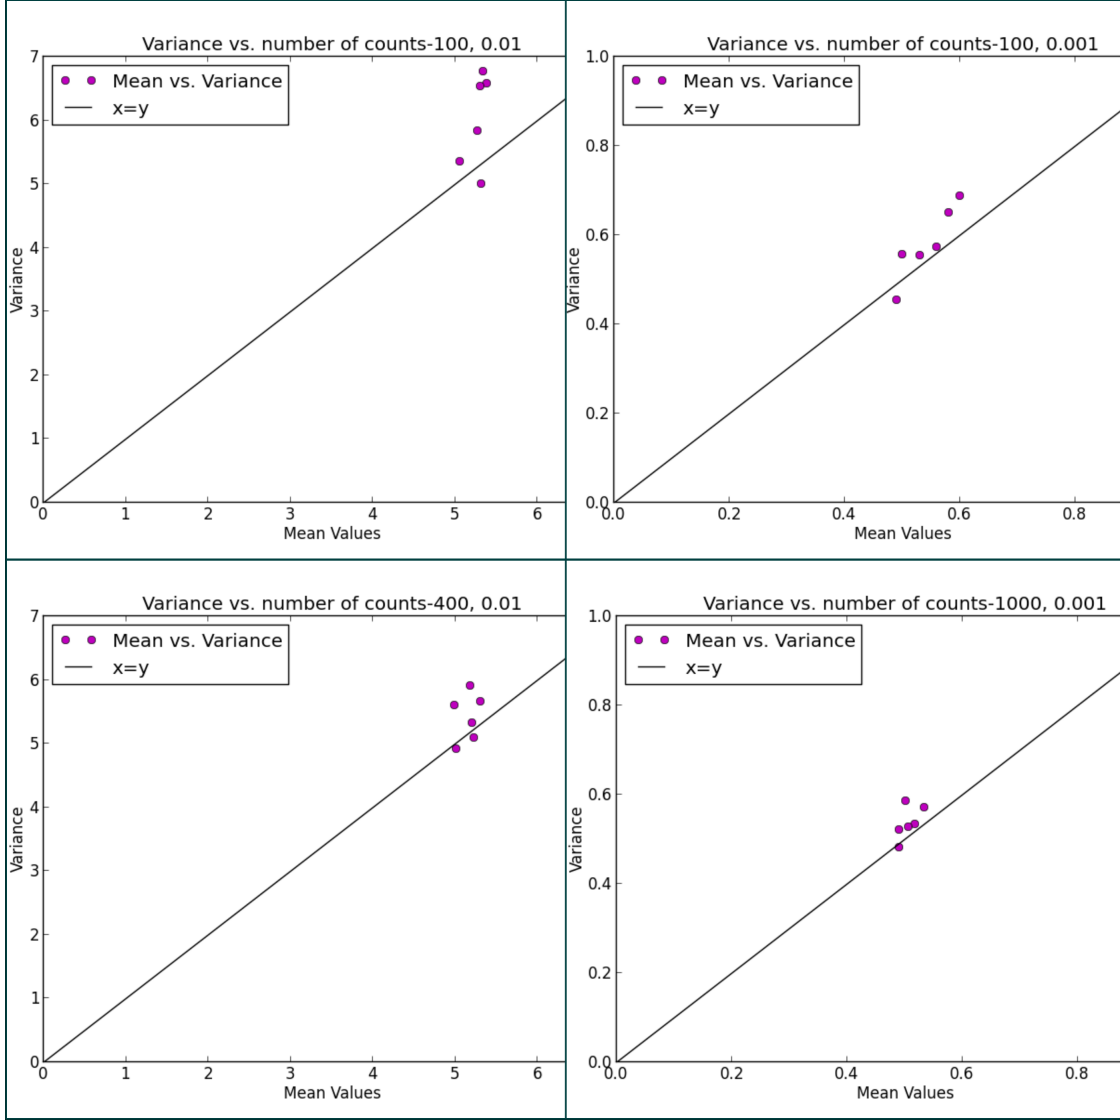 Variance vs. number of counts-100, 0.01
Mean vs. Variance
x=y
7
6
5
4
3
2
1
0
Variance
0 1 2 3 4 5 6
Mean Values
Variance vs. number of counts-100, 0.001
Mean vs. Variance
x=y
1.0
0.8
0.6
0.4
0.2
0.0
Variance
0.0 0.2 0.4 0.6 0.8
Mean Values
Variance vs. number of counts-400, 0.01
Mean vs. Variance
x=y
7
6
5
4
3
2
1
0
Variance
0 1 2 3 4 5 6
Mean Values
Variance vs. number of counts-1000, 0.001
Mean vs. Variance
x=y
1.0
0.8
0.6
0.4
0.2
0.0
Variance
0.0 0.2 0.4 0.6 0.8
Mean Values